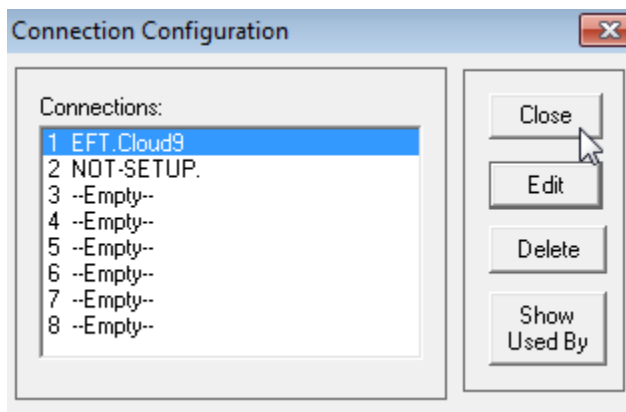 Connection Configuration
Connections:
1 EFT.Cloud9
2 NOT-SETUP.
3 --Empty--
4 --Empty--
5 --Empty--
6 --Empty--
7 --Empty--
8 --Empty--
Close
Edit
Delete
Show
Used By